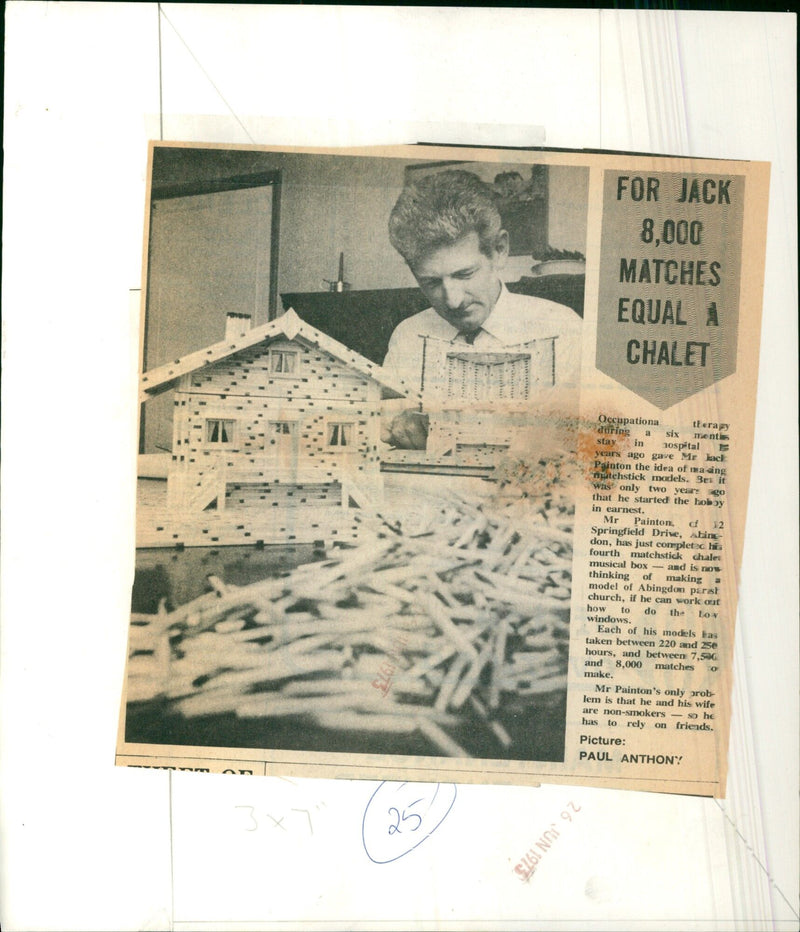 FOR JACK
8,000
MATCHES
EQUAL A
CHALET
Occupationa therapy
during a six months
stay in hospital
years ago gave Mr Jack
Painton the idea of making
matchstick models. But it
was only two years ago
that he started the hobby
in earnest.
Mr Painton, of 12
Springfield Drive, Abing-
don, has just completed his
fourth matchstick chalet
musical box — and is now
thinking of making a
model of Abingdon parish
church, if he can work out
how to do the
windows.
Each of his models has
taken between 220 and 250
hours, and between 7,500
and 8,000 matches to
make.
Mr Painton's only prob-
lem is that he and his wife
are non-smokers — so he
has to rely on friends.
Picture:
PAUL ANTHONY
3 x 7"
25
26 JUN 1973